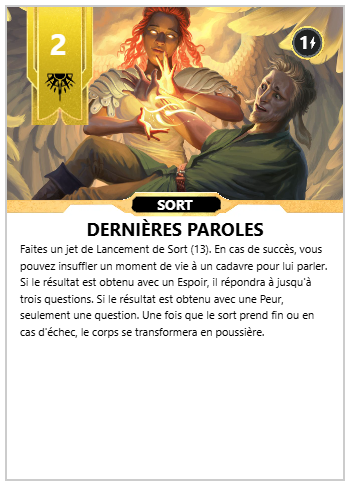 2
1
SORT
DERNIÈRES PAROLES
Faites un jet de Lancement de Sort (13). En cas de succès, vous
pouvez insuffler un moment de vie à un cadavre pour lui parler.
Si le résultat est obtenu avec un Espoir, il répondra à jusqu'à
trois questions. Si le résultat est obtenu avec une Peur,
seulement une question. Une fois que le sort prend fin ou en
cas d'échec, le corps se transformera en poussière.